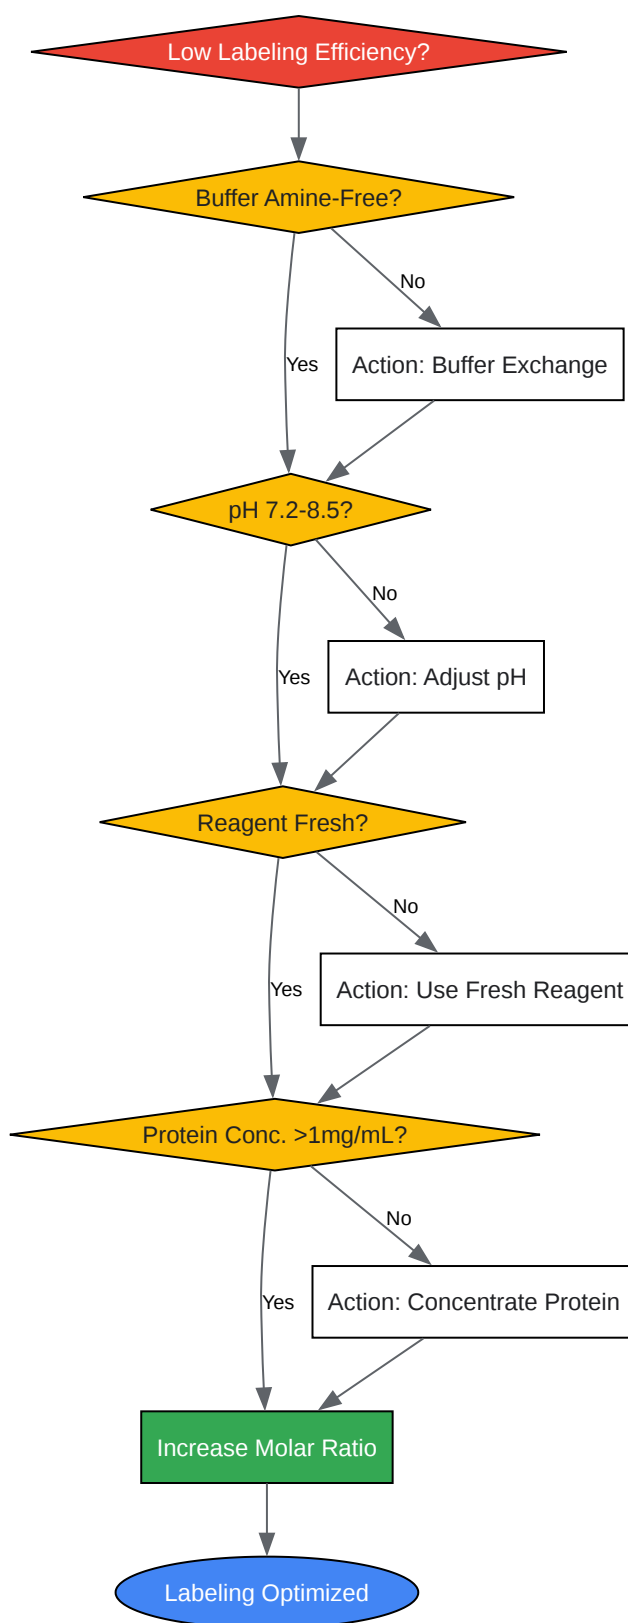 Low Labeling Efficiency?
Buffer Amine-Free?
No
Yes
Action: Buffer Exchange
pH 7.2-8.5?
No
Yes
Action: Adjust pH
Reagent Fresh?
No
Yes
Action: Use Fresh Reagent
Protein Conc. >1mg/mL?
No
Yes
Action: Concentrate Protein
Increase Molar Ratio
Labeling Optimized